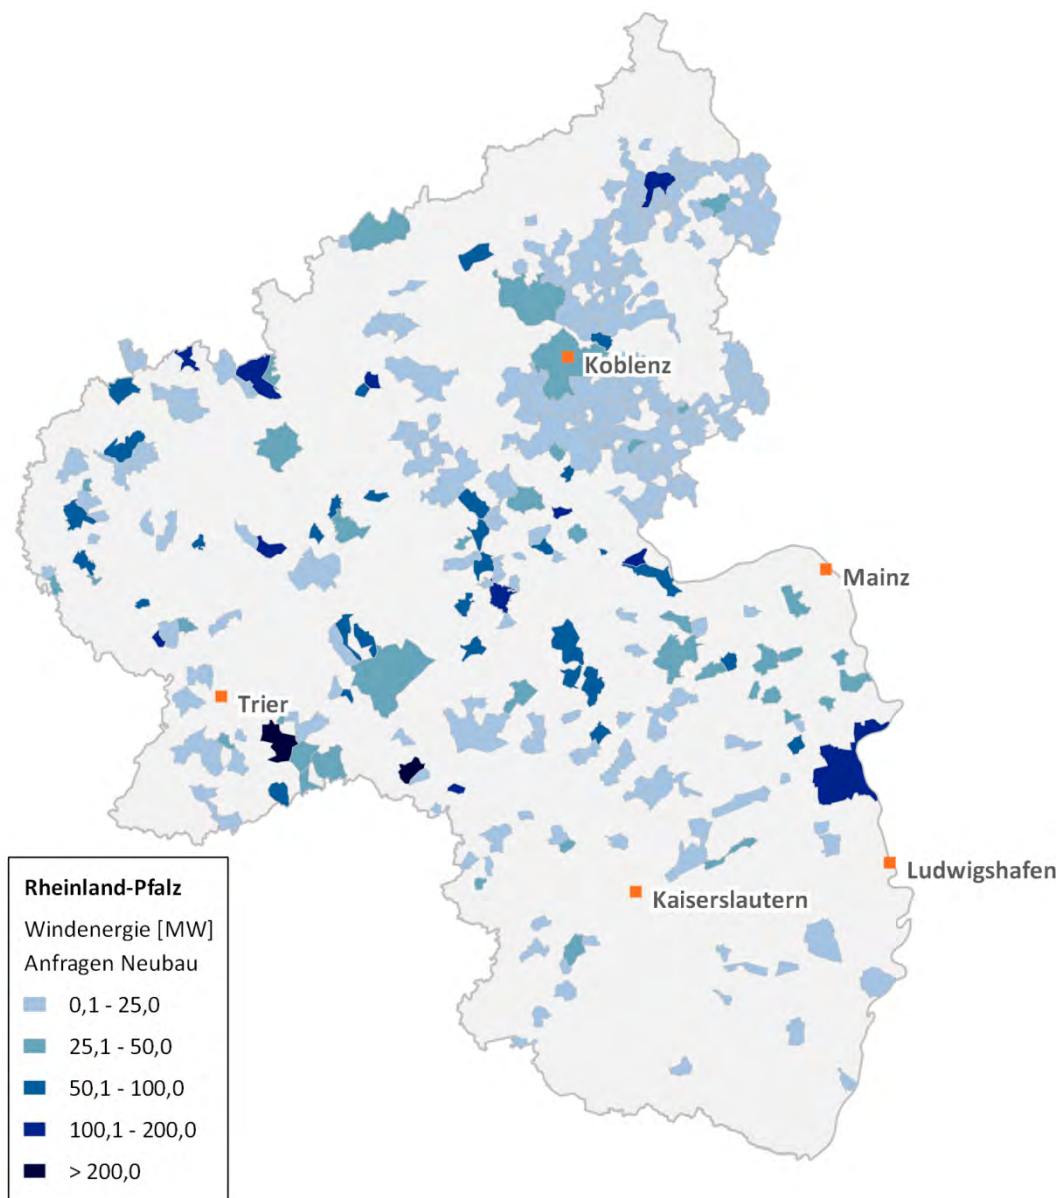 Koblenz
Mainz
Trier
Ludwigshafen
Kaiserslautern
Rheinland-Pfalz
Windenergie [MW]
Anfragen Neubau
0,1 - 25,0
25,1 - 50,0
50,1 - 100,0
100,1 - 200,0
> 200,0